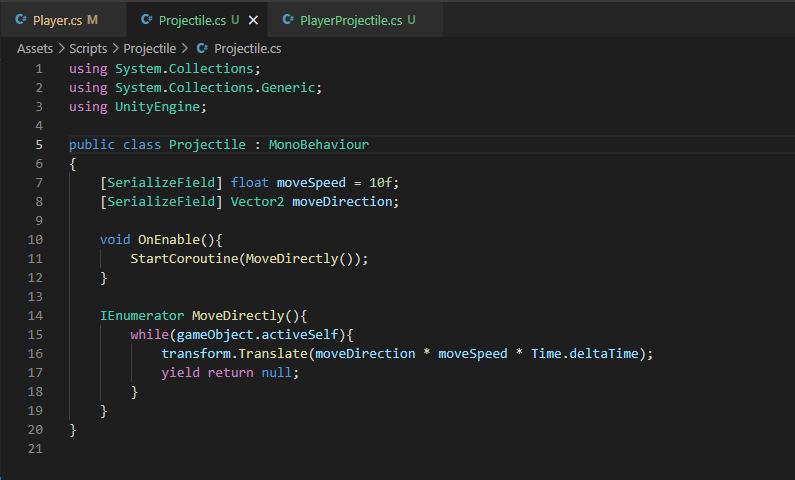 C# Player.cs M C# Projectile.cs U × C# PlayerProjectile.cs U
Assets > Scripts > Projectile > C# Projectile.cs
1 using System.Collections;
2 using System.Collections.Generic;
3 using UnityEngine;
4
5 public class Projectile : MonoBehaviour
6 {
7 [SerializeField] float moveSpeed = 10f;
8 [SerializeField] Vector2 moveDirection;
9
10 void OnEnable(){
11 StartCoroutine(MoveDirectly());
12 }
13
14 IEnumerator MoveDirectly(){
15 while(gameObject.activeSelf){
16 transform.Translate(moveDirection * moveSpeed * Time.deltaTime);
17 yield return null;
18 }
19 }
20 }
21